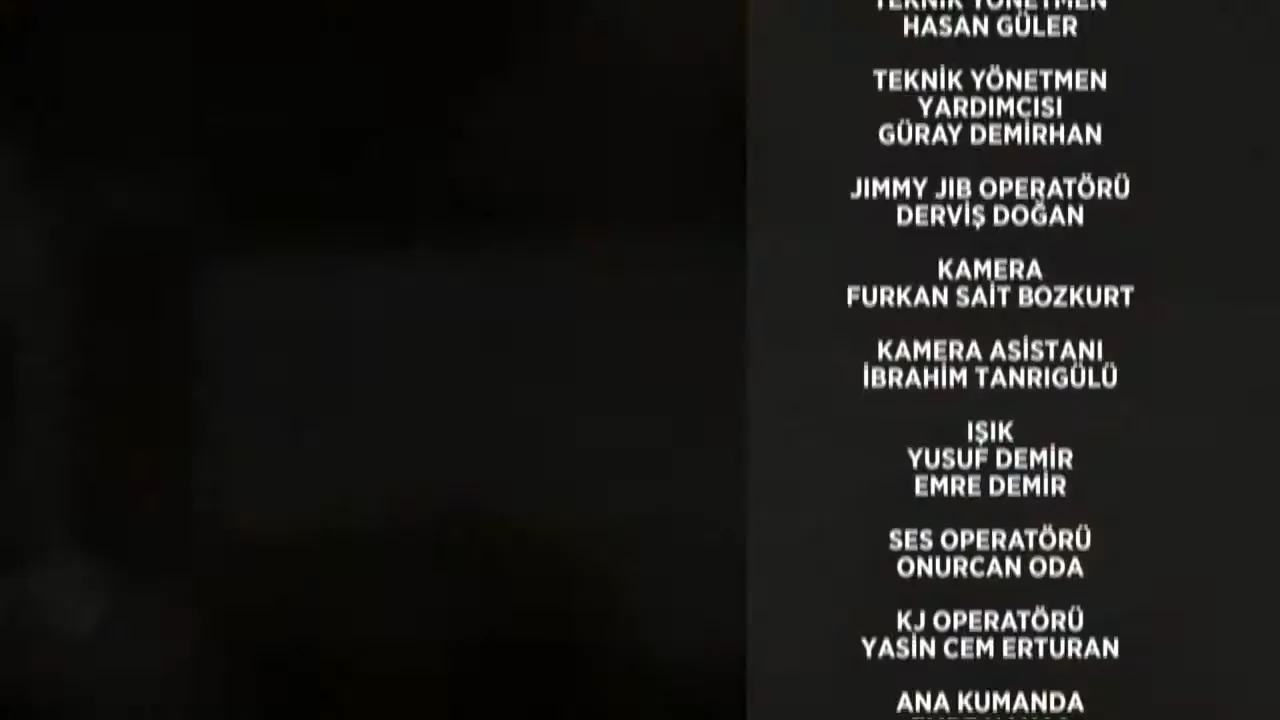 TEKNİK YÖNETMEN
HASAN GÜLER
TEKNİK YÖNETMEN
YARDIMCISI
GÜRAY DEMİRHAN
JIMMY JIB OPERATÖRÜ
DERVİŞ DOĞAN
KAMERA
FURKAN SAİT BOZKURT
KAMERA ASİSTANI
İBRAHİM TANRIGÜLÜ
IŞIK
YUSUF DEMİR
EMRE DEMİR
SES OPERATÖRÜ
ONURCAN ODA
KJ OPERATÖRÜ
YASİN CEM ERTURAN
ANA KUMANDA